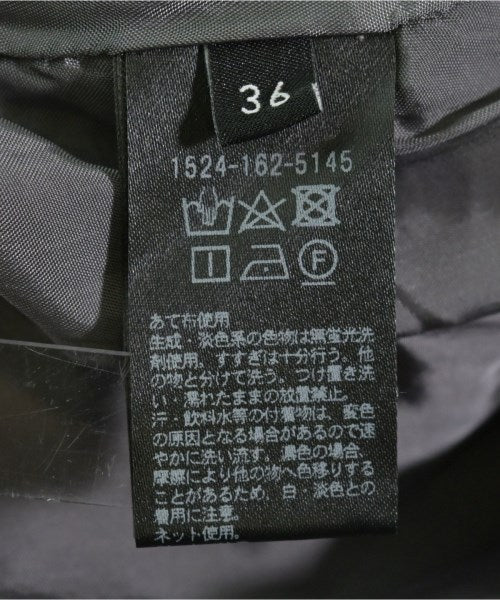 36
1524-162-5145
F
あて布使用
生成・淡色系の色物は無蛍光洗
剤使用。すすぎは十分行う。他
の物と分けて洗う。つけ置き洗
い・濡れたままの放置禁止。
汗・飲料水等の付着物は、変色
の原因となる場合があるので速
やかに洗い流す。濃色の場合、
摩擦により他の物へ色移りする
ことがあるため、白・淡色との
着用に注意。
ネット使用。